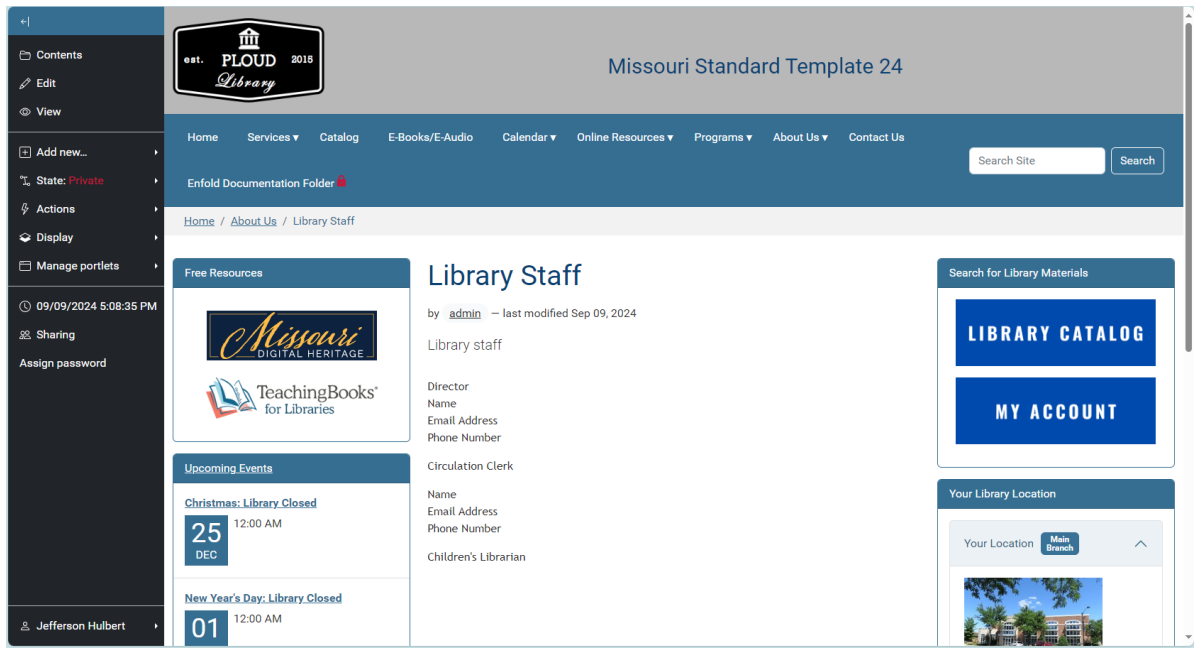 Contents
Edit
View
Add new...
State: Private
Actions
Display
Manage portlets
09/09/2024 5:08:35 PM
Sharing
Assign password
Jefferson Hulbert
est. PLOUD 2015
Library
Missouri Standard Template 24
Home Services ▾ Catalog E-Books/E-Audio Calendar ▾ Online Resources ▾ Programs ▾ About Us ▾ Contact Us
Enfold Documentation Folder
Search Site Search
Home / About Us / Library Staff
Free Resources
Missouri
DIGITAL HERITAGE
TeachingBooks®
for Libraries
Upcoming Events
Christmas: Library Closed
25
DEC
12:00 AM
New Year's Day: Library Closed
01
12:00 AM
Library Staff
by admin — last modified Sep 09, 2024
Library staff
Director
Name
Email Address
Phone Number
Circulation Clerk
Name
Email Address
Phone Number
Children's Librarian
Search for Library Materials
LIBRARY CATALOG
MY ACCOUNT
Your Library Location
Your Location Main Branch